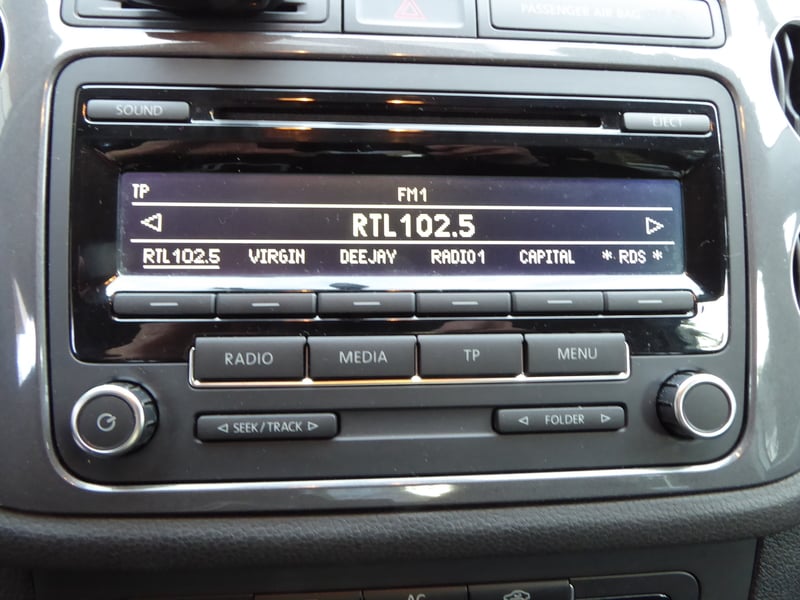 PASSENGER AIR BAG
SOUND
EJECT
TP
FM1
RTL102.5
RTL102.5 VIRGIN DEEJAY RADIO1 CAPITAL * RDS *
RADIO MEDIA TP MENU
SEEK/TRACK FOLDER
AC